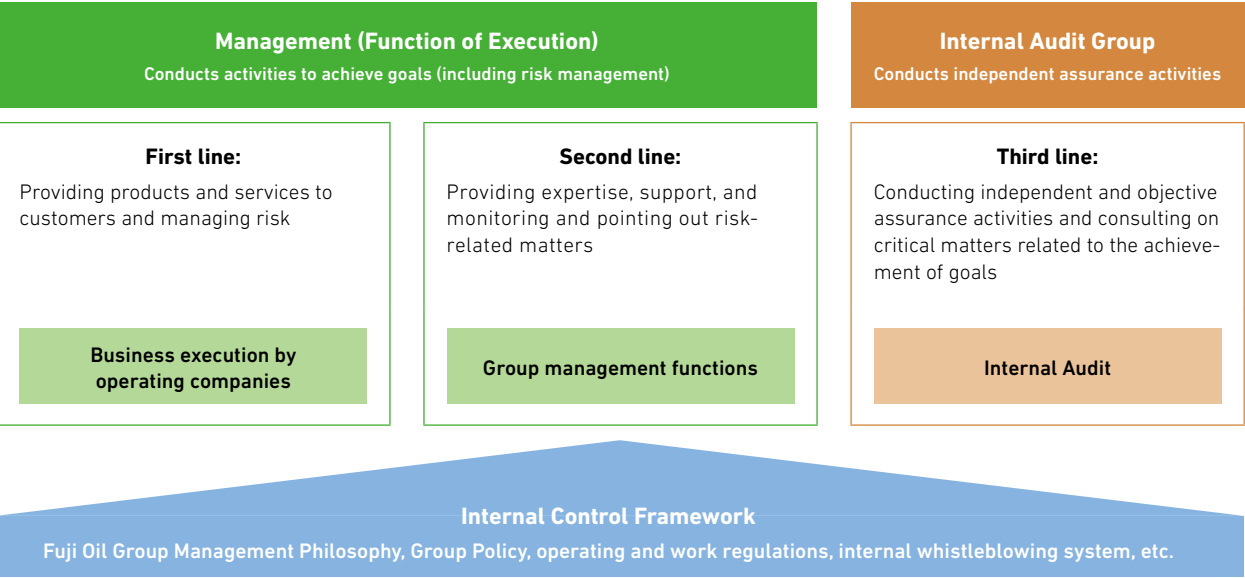 Management (Function of Execution)
Conducts activities to achieve goals (including risk management)
Internal Audit Group
Conducts independent assurance activities
First line:
Providing products and services to
customers and managing risk
Business execution by
operating companies
Second line:
Providing expertise, support, and
monitoring and pointing out risk-
related matters
Group management functions
Third line:
Conducting independent and objective
assurance activities and consulting on
critical matters related to the achieve-
ment of goals
Internal Audit
Internal Control Framework
Fuji Oil Group Management Philosophy, Group Policy, operating and work regulations, internal whistleblowing system, etc.